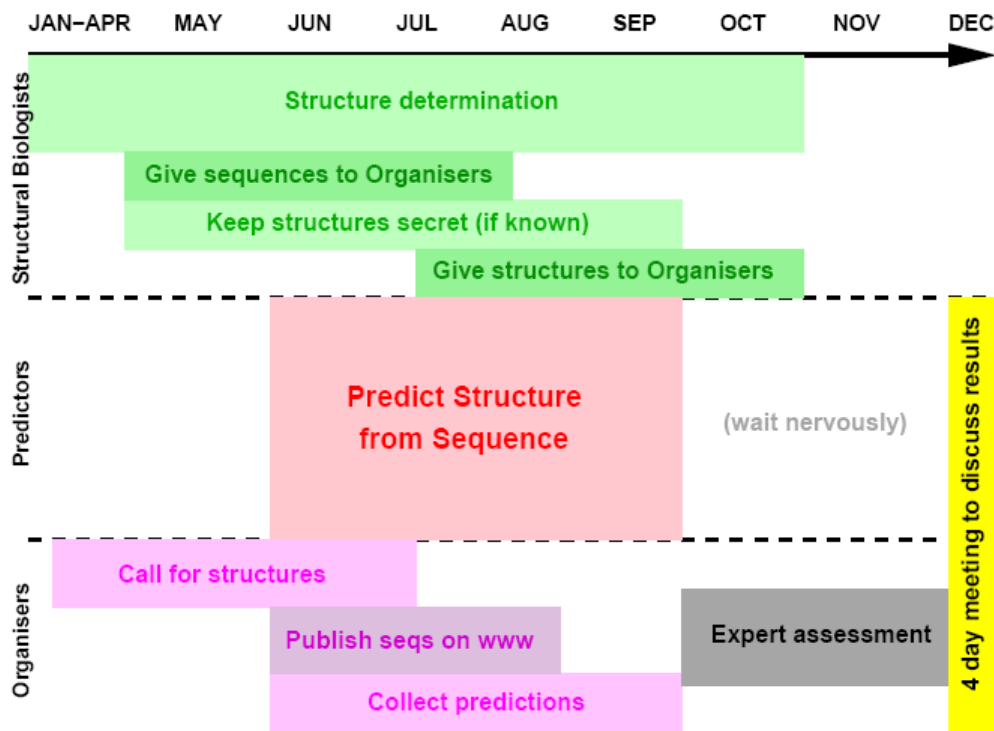 JAN–APR MAY JUN JUL AUG SEP OCT NOV DEC
Structural Biologists
Structure determination
Give sequences to Organisers
Keep structures secret (if known)
Give structures to Organisers
Predictors
Predict Structure
from Sequence
(wait nervously)
4 day meeting to discuss results
Organisers
Call for structures
Publish seqs on www
Expert assessment
Collect predictions